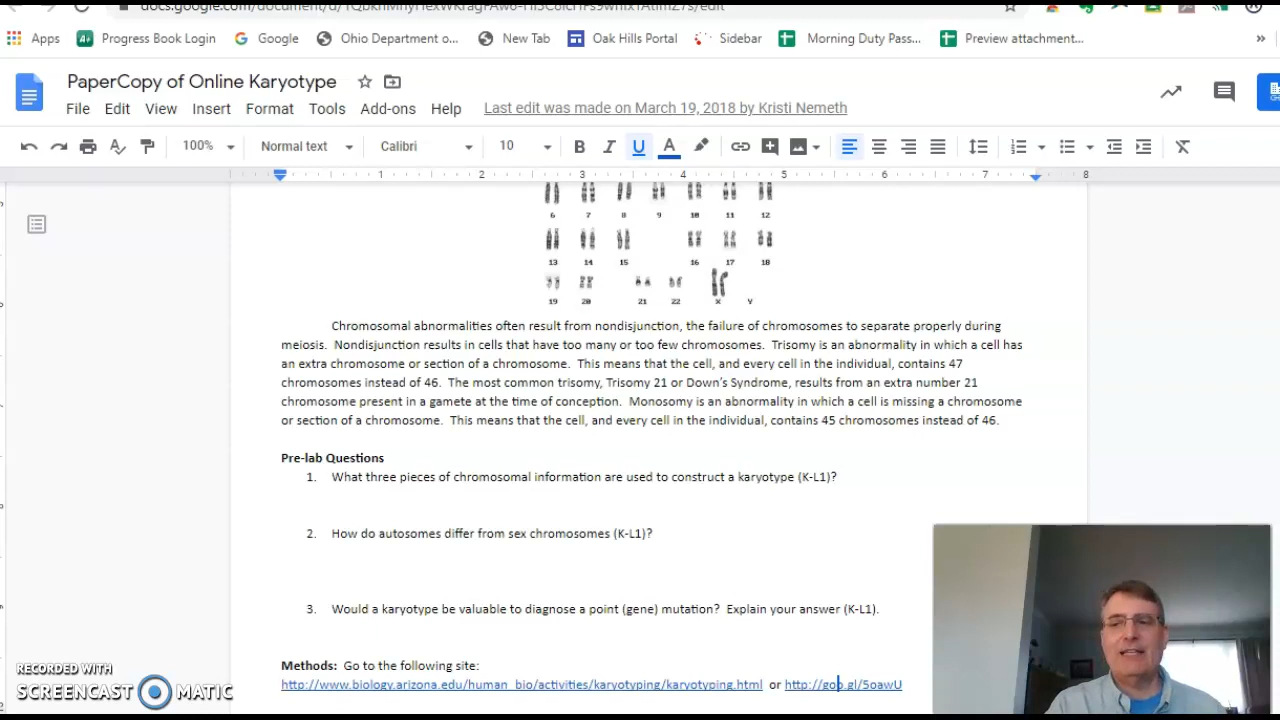 Apps Progress Book Login Google Ohio Department o... New Tab Oak Hills Portal Sidebar Morning Duty Pass... Preview attachment... »
PaperCopy of Online Karyotype
File Edit View Insert Format Tools Add-ons Help Last edit was made on March 19, 2018 by Kristi Nemeth
100% Normal text Calibri 10 B I U A
1 2 3 4 5 6 7 8
6 7 8 9 10 11 12
13 14 15 16 17 18
19 20 21 22 X Y
Chromosomal abnormalities often result from nondisjunction, the failure of chromosomes to separate properly during
meiosis. Nondisjunction results in cells that have too many or too few chromosomes. Trisomy is an abnormality in which a cell has
an extra chromosome or section of a chromosome. This means that the cell, and every cell in the individual, contains 47
chromosomes instead of 46. The most common trisomy, Trisomy 21 or Down's Syndrome, results from an extra number 21
chromosome present in a gamete at the time of conception. Monosomy is an abnormality in which a cell is missing a chromosome
or section of a chromosome. This means that the cell, and every cell in the individual, contains 45 chromosomes instead of 46.
Pre-lab Questions
1. What three pieces of chromosomal information are used to construct a karyotype (K-L1)?
2. How do autosomes differ from sex chromosomes (K-L1)?
3. Would a karyotype be valuable to diagnose a point (gene) mutation? Explain your answer (K-L1).
Methods: Go to the following site:
http://www.biology.arizona.edu/human_bio/activities/karyotyping/karyotyping.html or http://goo.gl/5oawU
RECORDED WITH
SCREENCAST MATIC